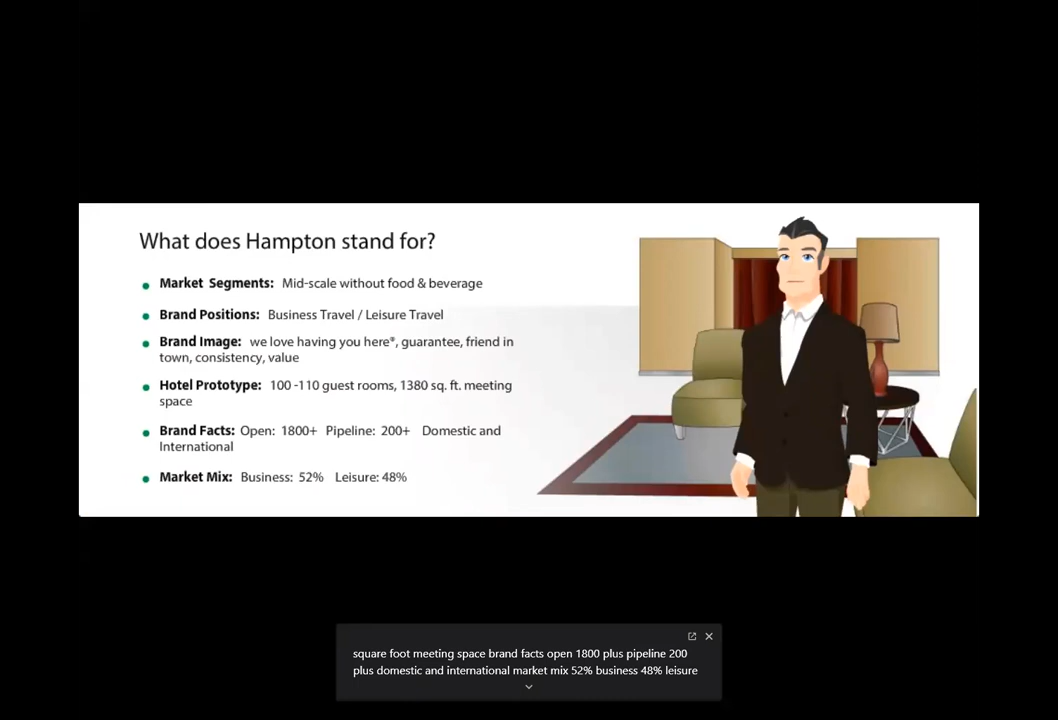 What does Hampton stand for?
Market Segments: Mid-scale without food & beverage
Brand Positions: Business Travel / Leisure Travel
Brand Image: we love having you here®, guarantee, friend in
town, consistency, value
Hotel Prototype: 100 -110 guest rooms, 1380 sq. ft. meeting
space
Brand Facts: Open: 1800+ Pipeline: 200+ Domestic and
International
Market Mix: Business: 52% Leisure: 48%
square foot meeting space brand facts open 1800 plus pipeline 200
plus domestic and international market mix 52% business 48% leisure